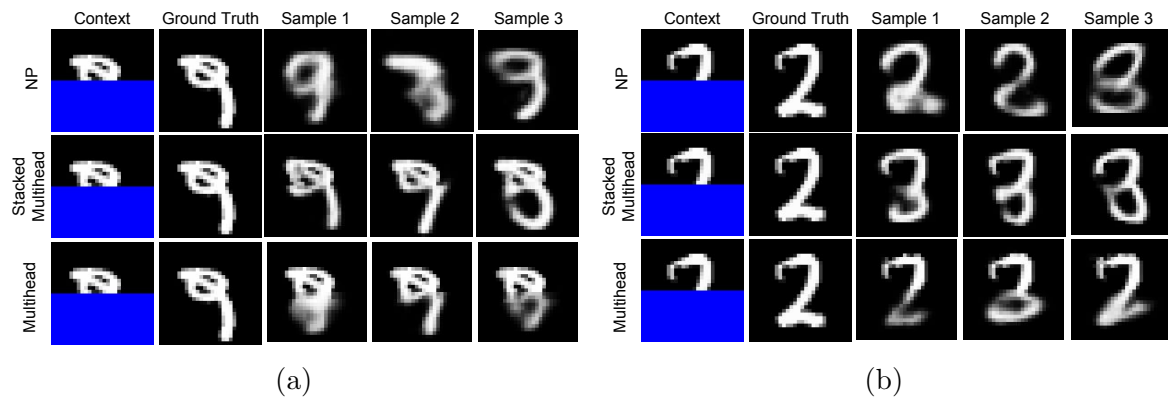 Context Ground Truth Sample 1 Sample 2 Sample 3
NP
Stacked
Multihead
Multihead
(a)
Context Ground Truth Sample 1 Sample 2 Sample 3
NP
Stacked
Multihead
Multihead
(b)